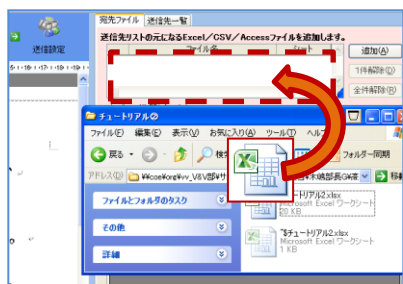 宛先ファイル 送信先一覧
送信設定
送信先リストの元になるExcel／CSV／Accessファイルを追加します。
ファイル名 シート
追加(A)
1件解除(D)
全件解除(R)
チュートリアル②
ファイル(F) 編集(E) 表示(V) お気に入り(A) ツール(T) ヘル
戻る 検 フォルダー同期
アドレス(D) 移動
ファイルとフォルダのタスク
その他
詳細
ートリアル2.xlsx
Microsoft Excel ワークシート
20 KB
~$チュートリアル2.xlsx
Microsoft Excel ワークシート
1 KB